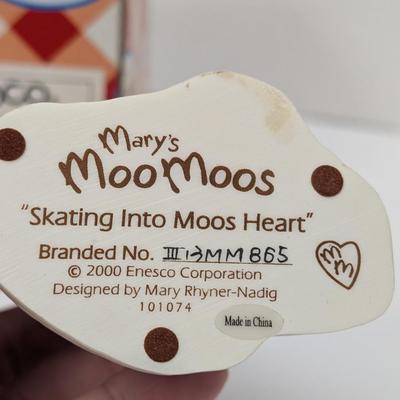 Mary's
MooMoos
"Skating Into Moos Heart"
Branded No.
© 2000 Enesco Corporation
Designed by Mary Rhyner-Nadig
101074
Made in China
MM